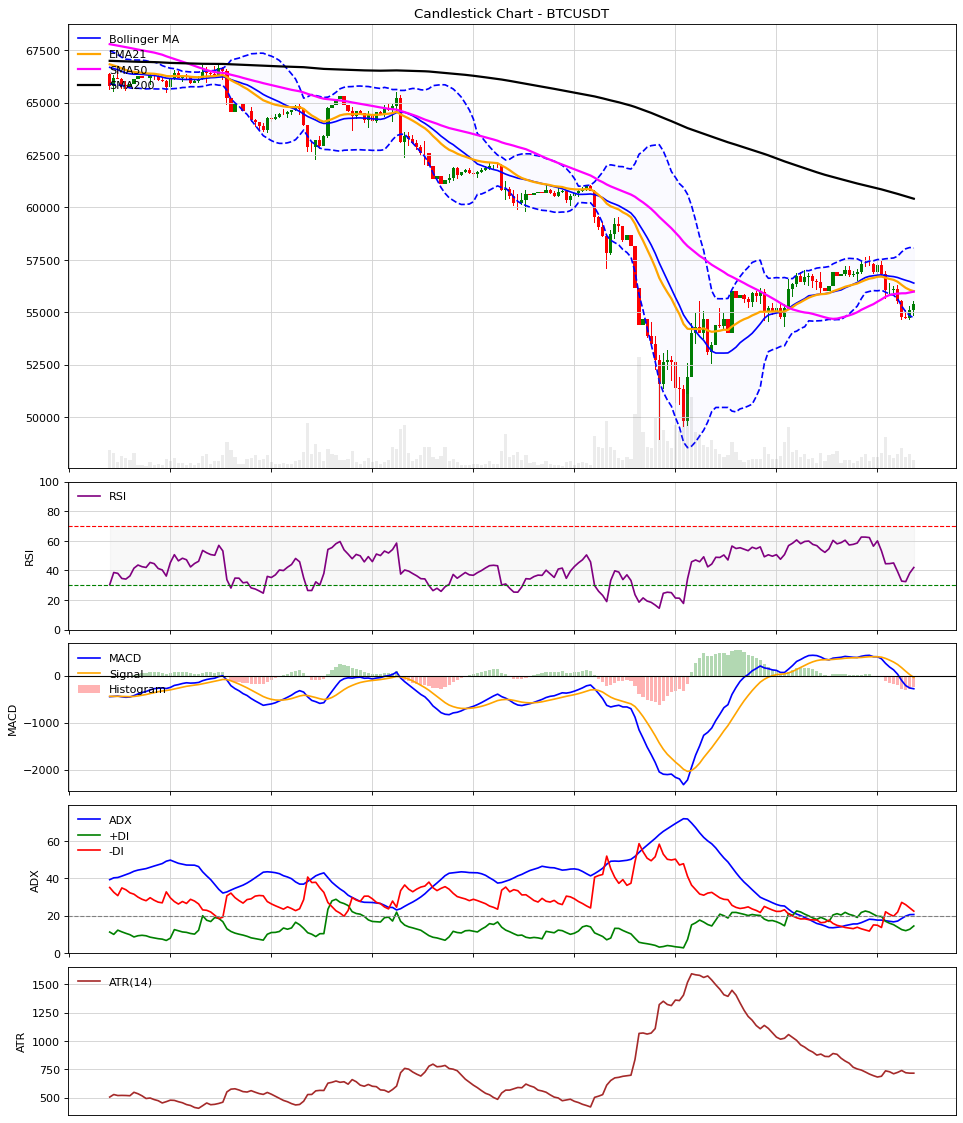 Candlestick Chart - BTCUSDT
Bollinger MA
EMA21
SMA50
SMA200
67500
65000
62500
60000
57500
55000
52500
50000
RSI
RSI
100
80
60
40
20
0
MACD
Signal
Histogram
MACD
0
−1000
−2000
ADX
+DI
-DI
ADX
60
40
20
0
ATR(14)
ATR
1500
1250
1000
750
500